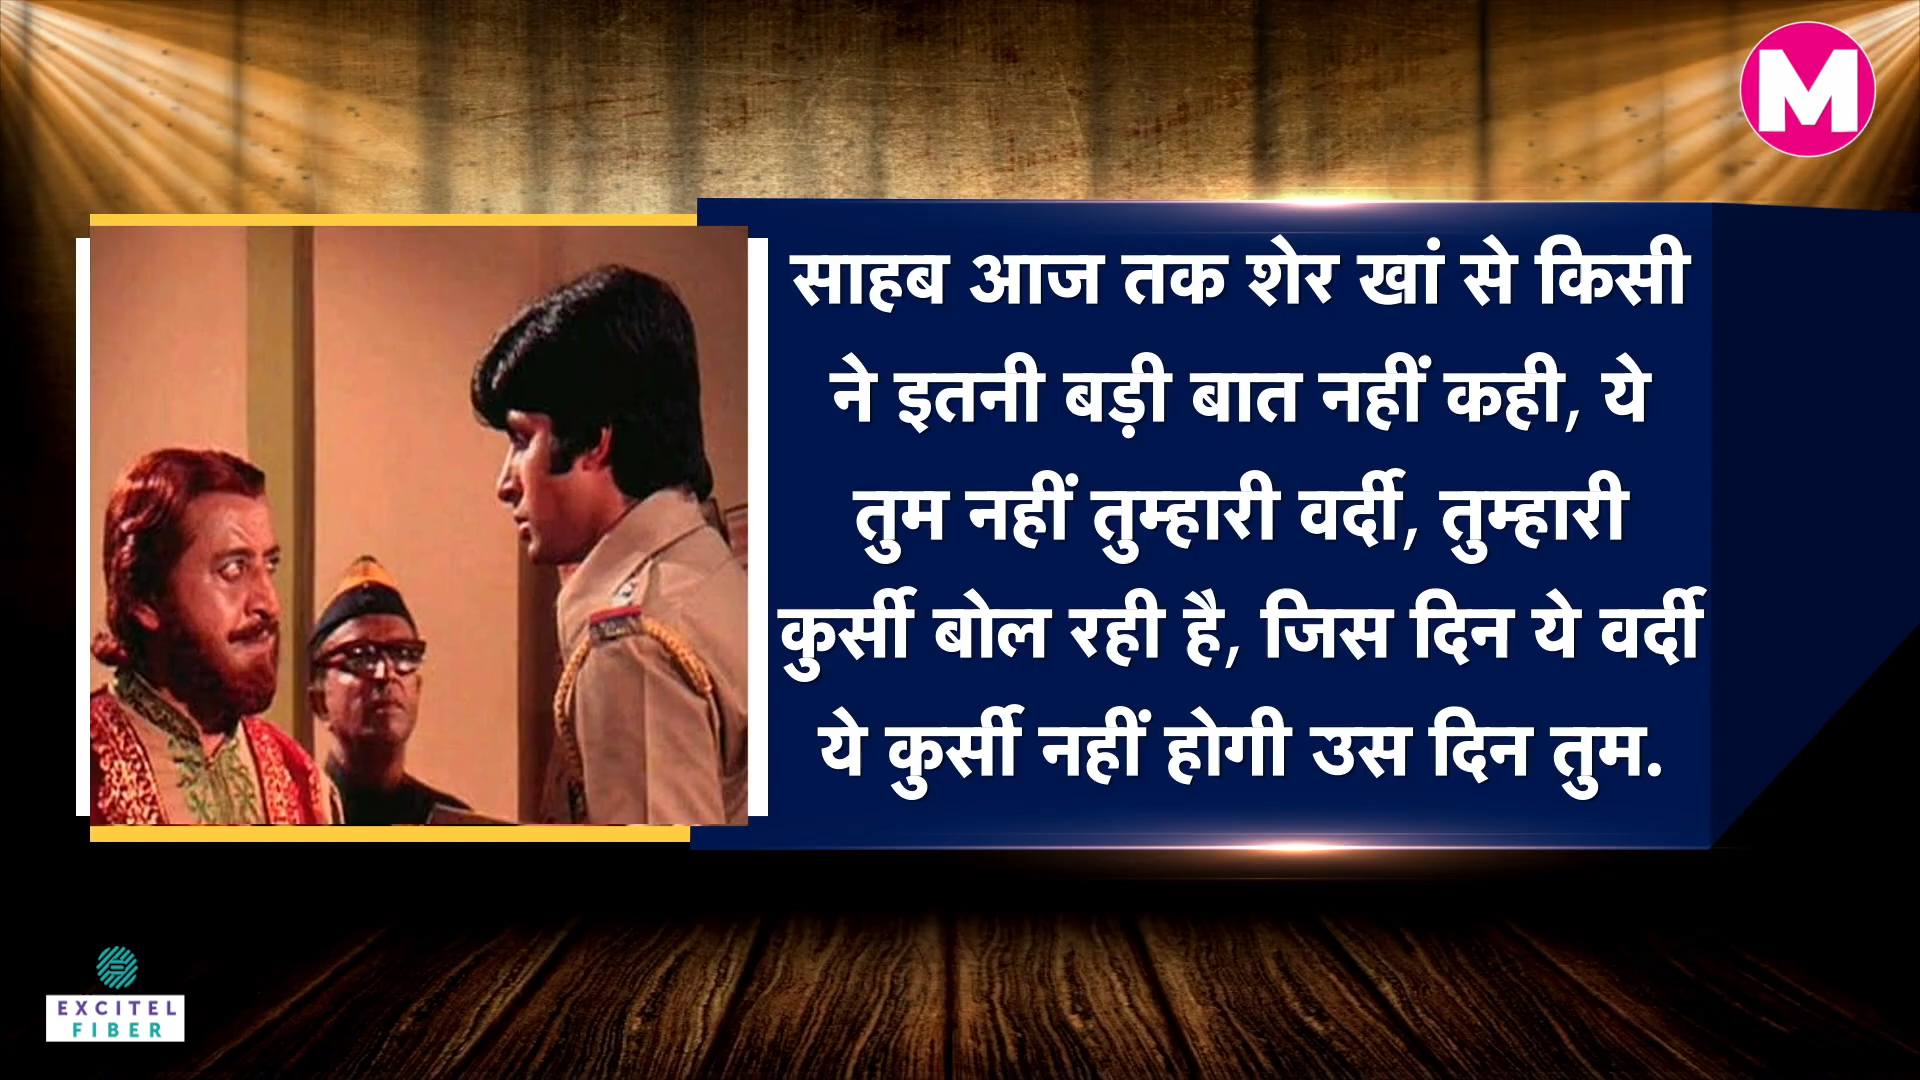 M
साहब आज तक शेर खां से किसी
ने इतनी बड़ी बात नहीं कही, ये
तुम नहीं तुम्हारी वर्दी, तुम्हारी
कुर्सी बोल रही है, जिस दिन ये वर्दी
ये कुर्सी नहीं होगी उस दिन तुम.
EXCITEL
FIBER